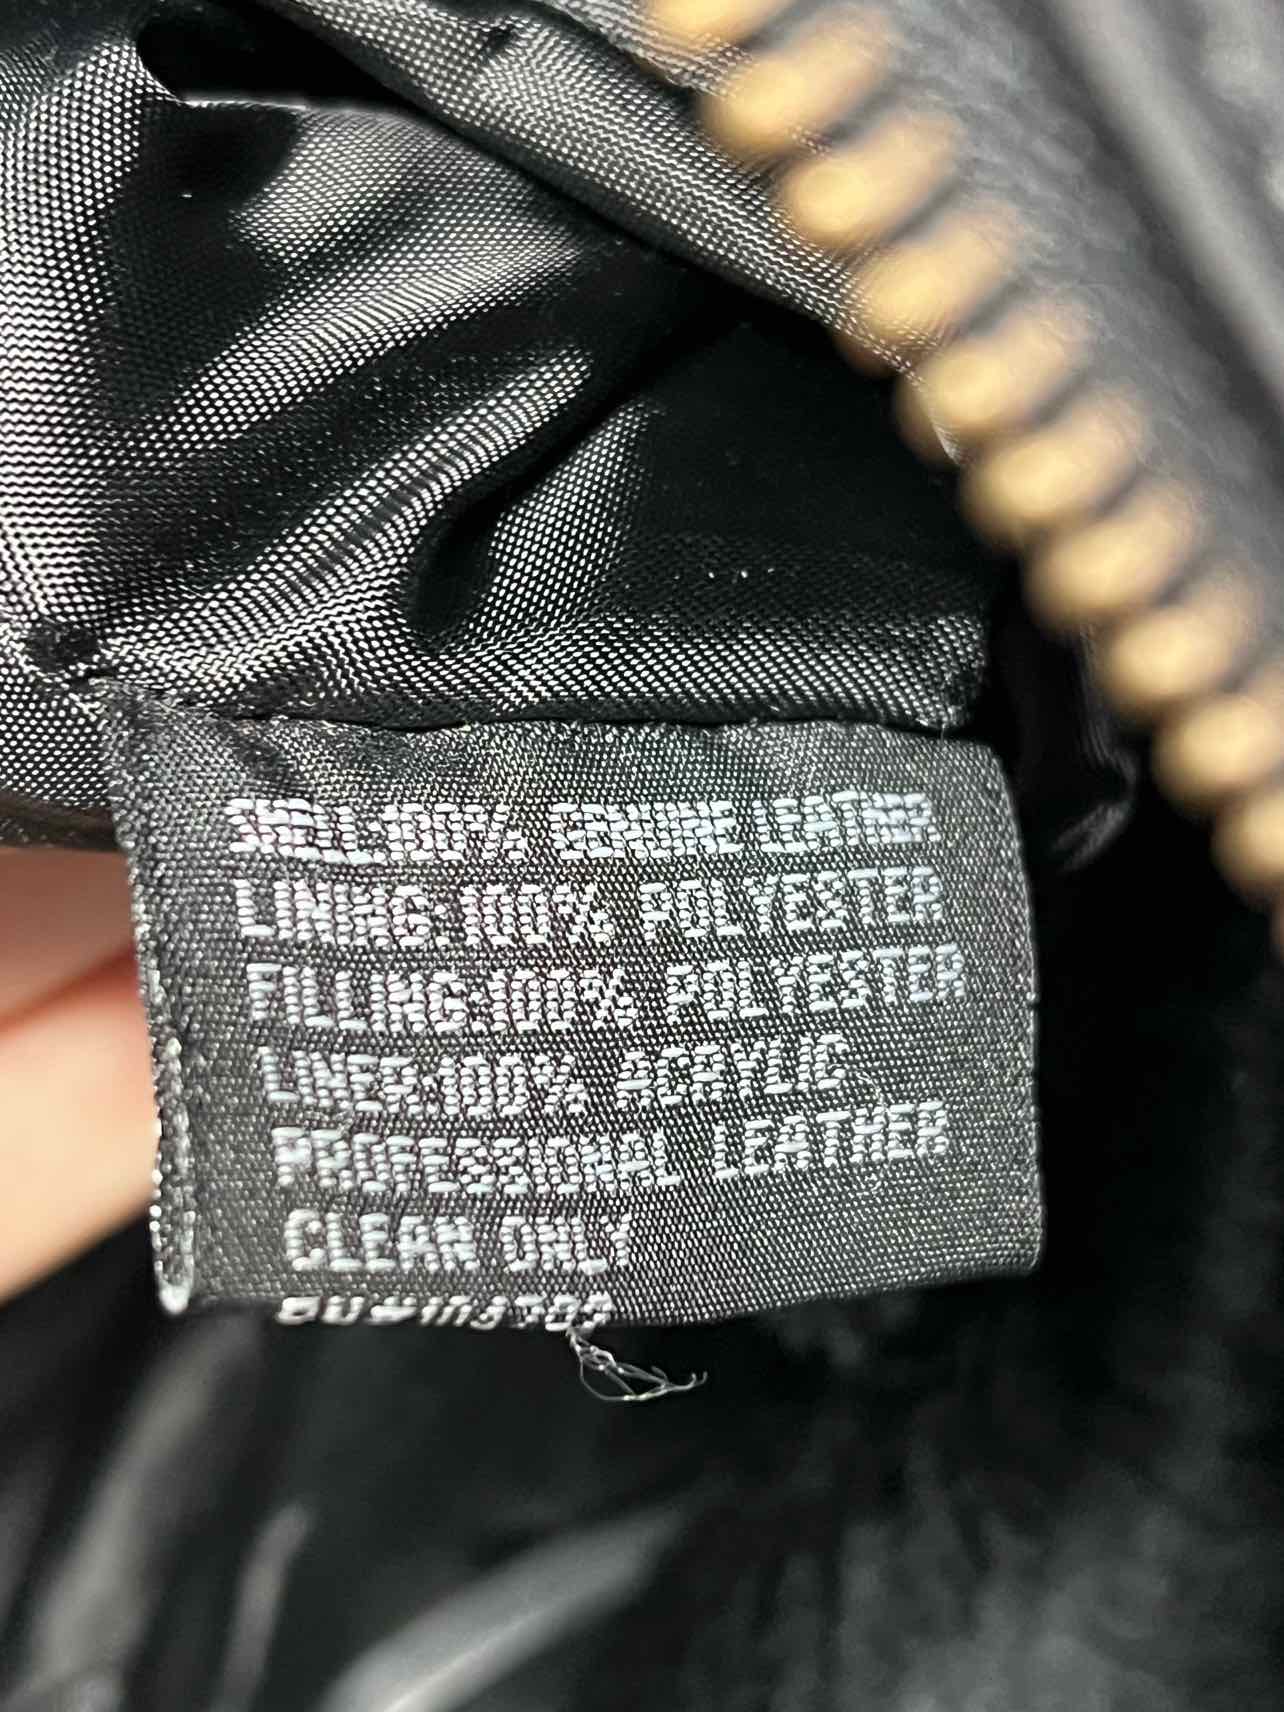 SHELL:100% GENUINE LEATHER
LINING:100% POLYESTER
FILLING:100% POLYESTER
LINER:100% ACRYLIC
PROFESSIONAL LEATHER
CLEAN ONLY